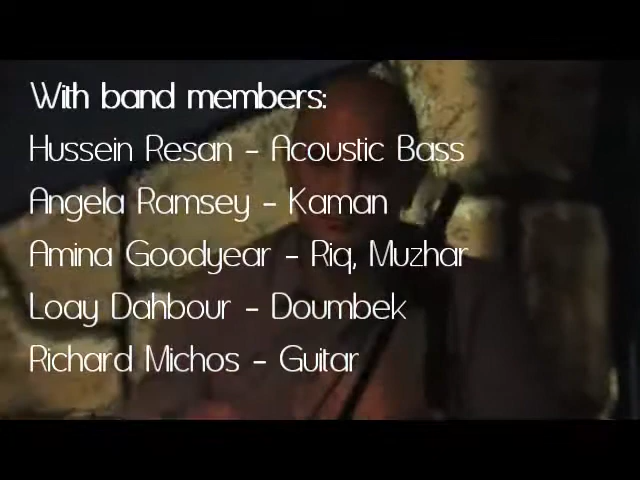 With band members:
Hussein Resan - Acoustic Bass
Angela Ramsey - Kaman
Amina Goodyear - Riq, Muzhar
Loay Dahbour - Doumbek
Richard Michos - Guitar